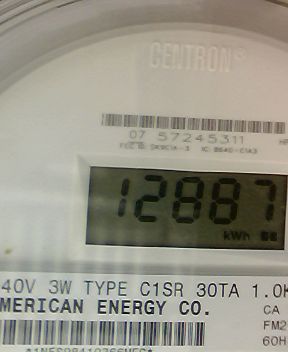 CENTRON®
07 57245311
12887
kWh
40V 3W TYPE C1SR 30TA 1.0K
CA
MERICAN ENERGY CO.
FM2
60H